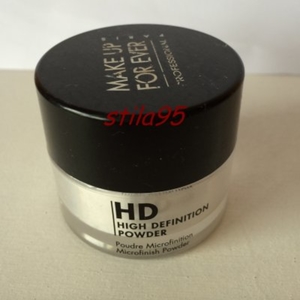 MAKE UP
FOR EVER
PROFESSIONAL
stila95
HD
HIGH DEFINITION
POWDER
Poudre Microfinition
Microfinish Powder